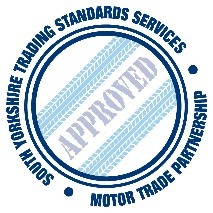 SOUTH YORKSHIRE TRADING STANDARDS SERVICES
APPROVED
MOTOR TRADE PARTNERSHIP